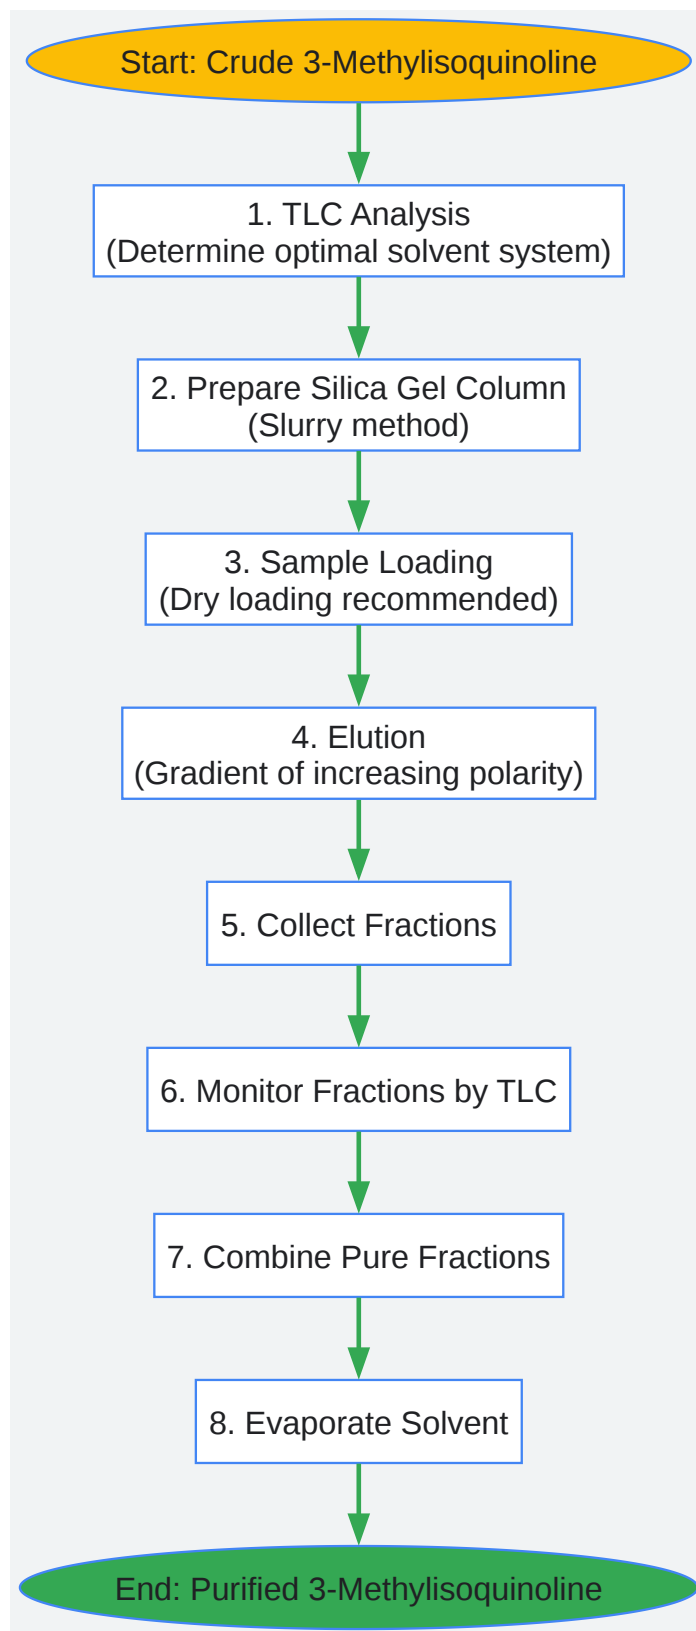 Start: Crude 3-Methylisoquinoline
1. TLC Analysis
(Determine optimal solvent system)
2. Prepare Silica Gel Column
(Slurry method)
3. Sample Loading
(Dry loading recommended)
4. Elution
(Gradient of increasing polarity)
5. Collect Fractions
6. Monitor Fractions by TLC
7. Combine Pure Fractions
8. Evaporate Solvent
End: Purified 3-Methylisoquinoline